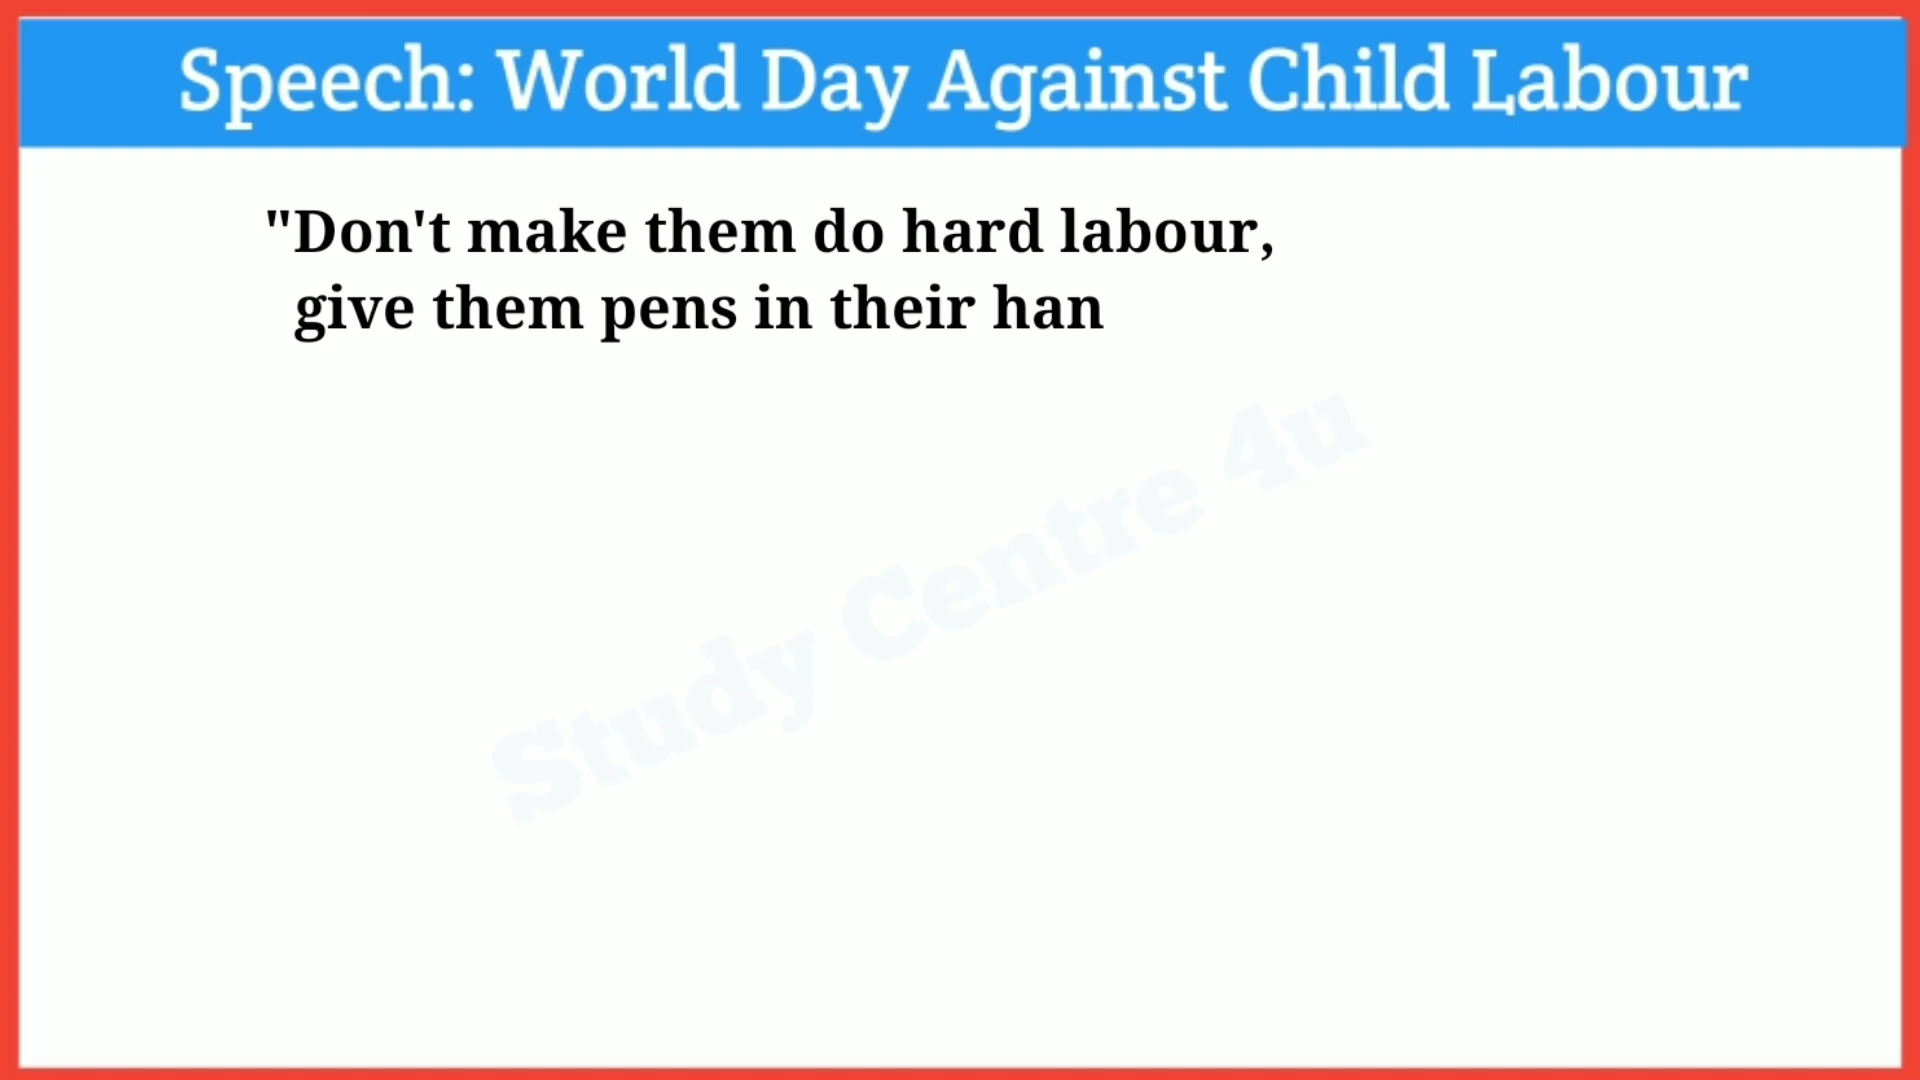 Speech: World Day Against Child Labour
"Don't make them do hard labour,
give them pens in their han
Study Centre 4u